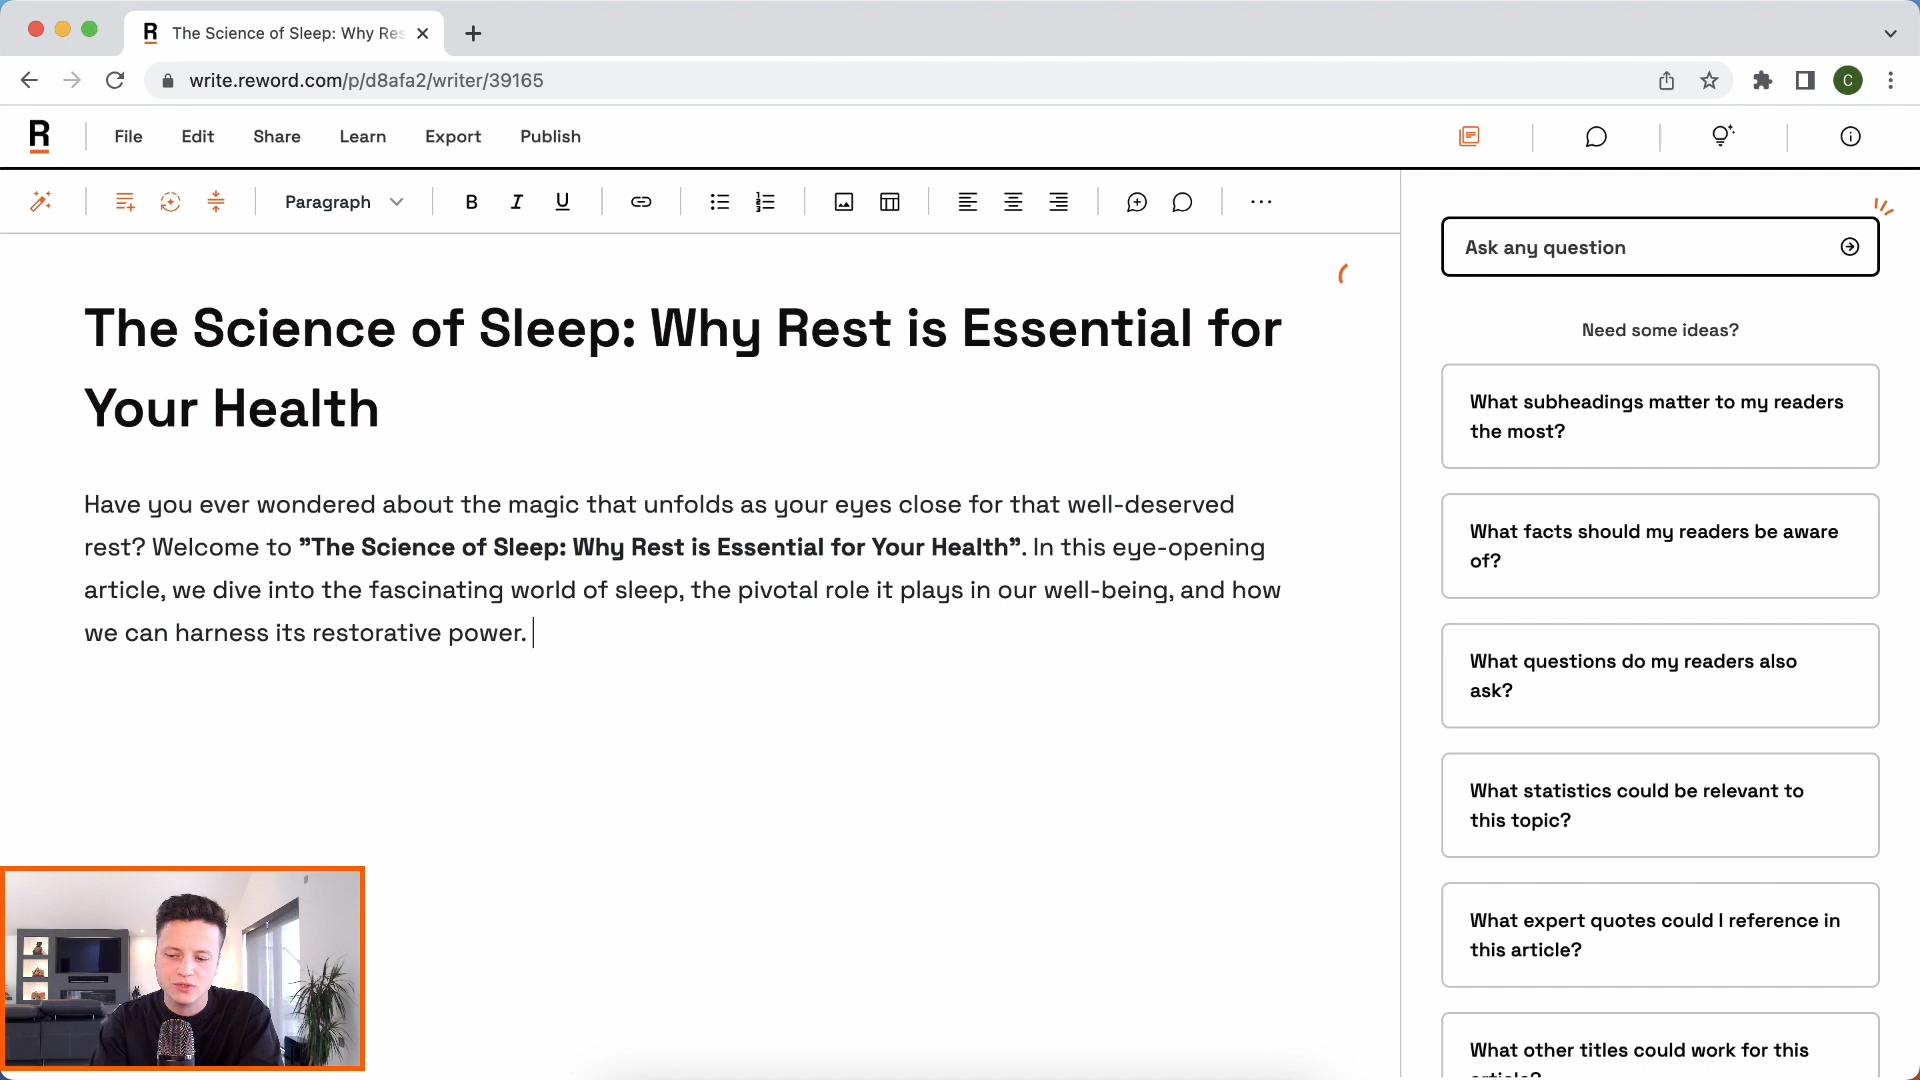 R
The Science of Sleep: Why Res
write.reword.com/p/d8afa2/writer/39165
C
R
File Edit Share Learn Export Publish
Paragraph
B I U
Ask any question
The Science of Sleep: Why Rest is Essential for
Your Health
Have you ever wondered about the magic that unfolds as your eyes close for that well-deserved
rest? Welcome to ”The Science of Sleep: Why Rest is Essential for Your Health”. In this eye-opening
article, we dive into the fascinating world of sleep, the pivotal role it plays in our well-being, and how
we can harness its restorative power.
Need some ideas?
What subheadings matter to my readers
the most?
What facts should my readers be aware
of?
What questions do my readers also
ask?
What statistics could be relevant to
this topic?
What expert quotes could I reference in
this article?
What other titles could work for this
article?